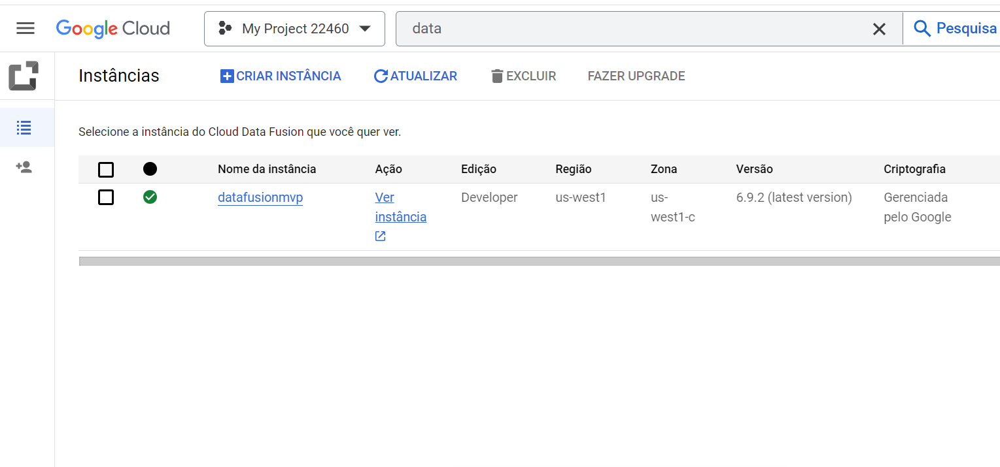 Google Cloud My Project 22460 data Pesquisa
Instâncias CRIAR INSTÂNCIA ATUALIZAR EXCLUIR FAZER UPGRADE
Selecione a instância do Cloud Data Fusion que você quer ver.
Nome da instância Ação Edição Região Zona Versão Criptografia
datafusionmvp Ver Developer us-west1 us- 6.9.2 (latest version) Gerenciada
instância west1-c pelo Google